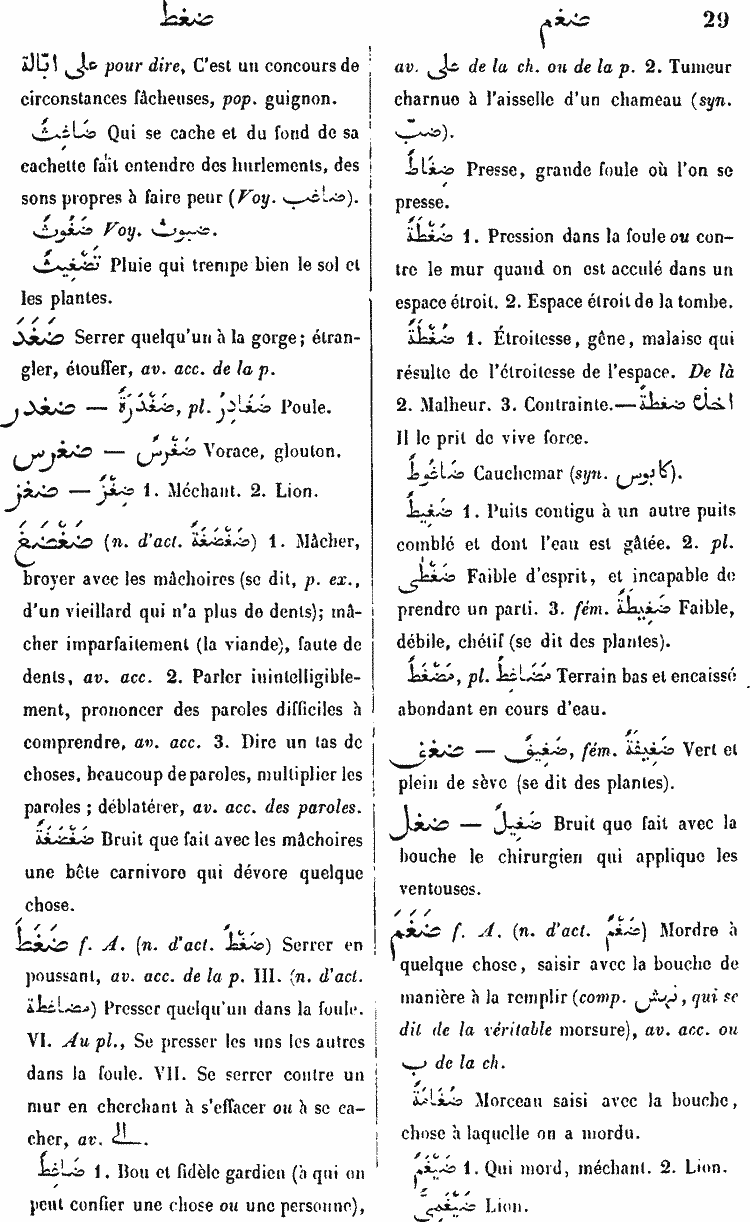 ضغط
ضغم
29
على ابّالة pour dire, C'est un concours de
circonstances fâcheuses, pop. guignon.
ضَاغِثٌ Qui se cache et du fond de sa
cachette fait entendre des hurlements, des
sons propres à faire peur (Voy. ضاغب).
ضَغُوثٌ Voy. ضبوث.
تَضْغِيثٌ Pluie qui trempe bien le sol et
les plantes.
ضَغَدَ Serrer quelqu'un à la gorge; étran-
gler, étouffer, av. acc. de la p.
ضغدر — ضَغْدَرَةٌ, pl. ضَغَادِرُ Poule.
ضغرس — ضَغْرَسٌ Vorace, glouton.
ضغز — ضِغْزٌ 1. Méchant. 2. Lion.
ضَغْضَغَ (n. d'act. ضَغْضَغَةٌ) 1. Mâcher,
broyer avec les mâchoires (se dit, p. ex.,
d'un vieillard qui n'a plus de dents); mâ-
cher imparfaitement (la viande), faute de
dents, av. acc. 2. Parler inintelligible-
ment, prononcer des paroles difficiles à
comprendre, av. acc. 3. Dire un tas de
choses, beaucoup de paroles, multiplier les
paroles; déblatérer, av. acc. des paroles.
ضَغْضَغَةٌ Bruit que fait avec les mâchoires
une bête carnivore qui dévore quelque
chose.
ضَغَطَ f. A. (n. d'act. ضَغْطٌ) Serrer en
poussant, av. acc. de la p. III. (n. d'act.
مضاغطة) Presser quelqu'un dans la foule.
VI. Au pl., Se presser les uns les autres
dans la foule. VII. Se serrer contre un
mur en cherchant à s'effacer ou à se ca-
cher, av. الى.
ضَاغِطٌ 1. Bou et fidèle gardien (à qui on
peut confier une chose ou une personne),
av. على de la ch. ou de la p. 2. Tumeur
charnue à l'aisselle d'un chameau (syn.
ضبّ).
ضِغَاطٌ Presse, grande foule où l'on se
presse.
ضَغْطَةٌ 1. Pression dans la foule ou con-
tre le mur quand on est acculé dans un
espace étroit. 2. Espace étroit de la tombe.
ضُغْطَةٌ 1. Étroitesse, gêne, malaise qui
résulte de l'étroitesse de l'espace. De là
2. Malheur. 3. Contrainte.— اخذك ضغطةً
Il le prit de vive force.
ضَاغُوطٌ Cauchemar (syn. كابوس).
ضَغِيطٌ 1. Puits contigu à un autre puits
comblé et dont l'eau est gâtée. 2. pl.
ضَغْطَى Faible d'esprit, et incapable de
prendre un parti. 3. fém. ضَغِيطَةٌ Faible,
débile, chétif (se dit des plantes).
مَضْغَطٌ, pl. مَضَاغِطُ Terrain bas et encaissé
abondant en cours d'eau.
ضغغ — ضَغِيغٌ, fém. ضَغِيغَةٌ Vert et
plein de sève (se dit des plantes).
ضغل — ضَغِيلٌ Bruit que fait avec la
bouche le chirurgien qui applique les
ventouses.
ضَغَمَ f. A. (n. d'act. ضَغْمٌ) Mordre à
quelque chose, saisir avec la bouche de
manière à la remplir (comp. نهش, qui se
dit de la véritable morsure), av. acc. ou
ب de la ch.
ضُغَامَةٌ Morceau saisi avec la bouche,
chose à laquelle on a mordu.
ضَيْغَمٌ 1. Qui mord, méchant. 2. Lion.
ضَيْغَمِيٌّ Lion.